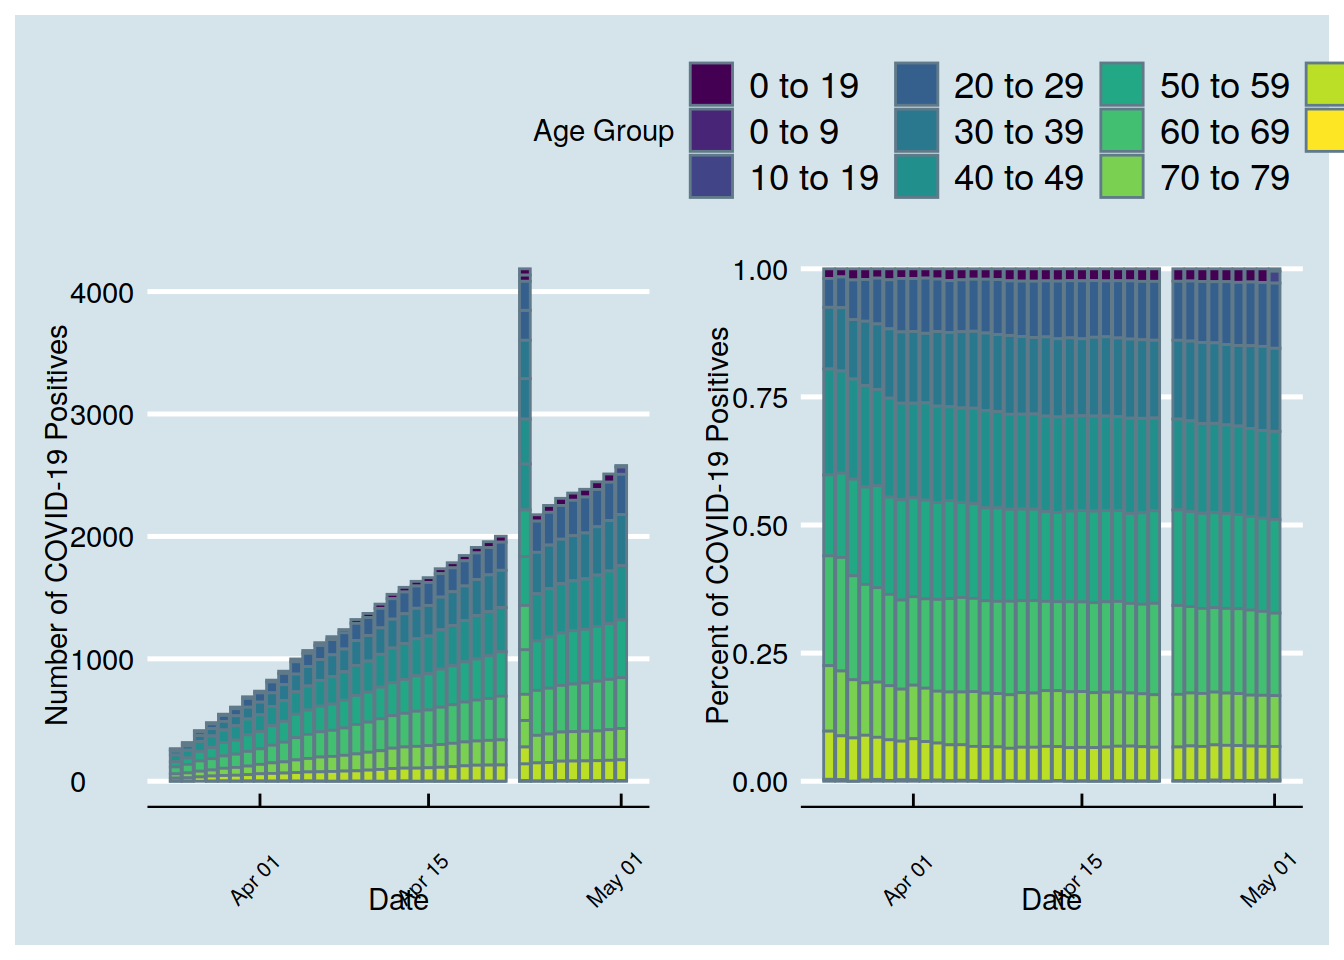 Age Group
0 to 19
20 to 29
50 to 59
0 to 9
30 to 39
60 to 69
10 to 19
40 to 49
70 to 79
Number of COVID-19 Positives
4000
3000
2000
1000
0
Apr 01
Apr 15
May 01
Date
Percent of COVID-19 Positives
1.00
0.75
0.50
0.25
0.00
Apr 01
Apr 15
May 01
Date